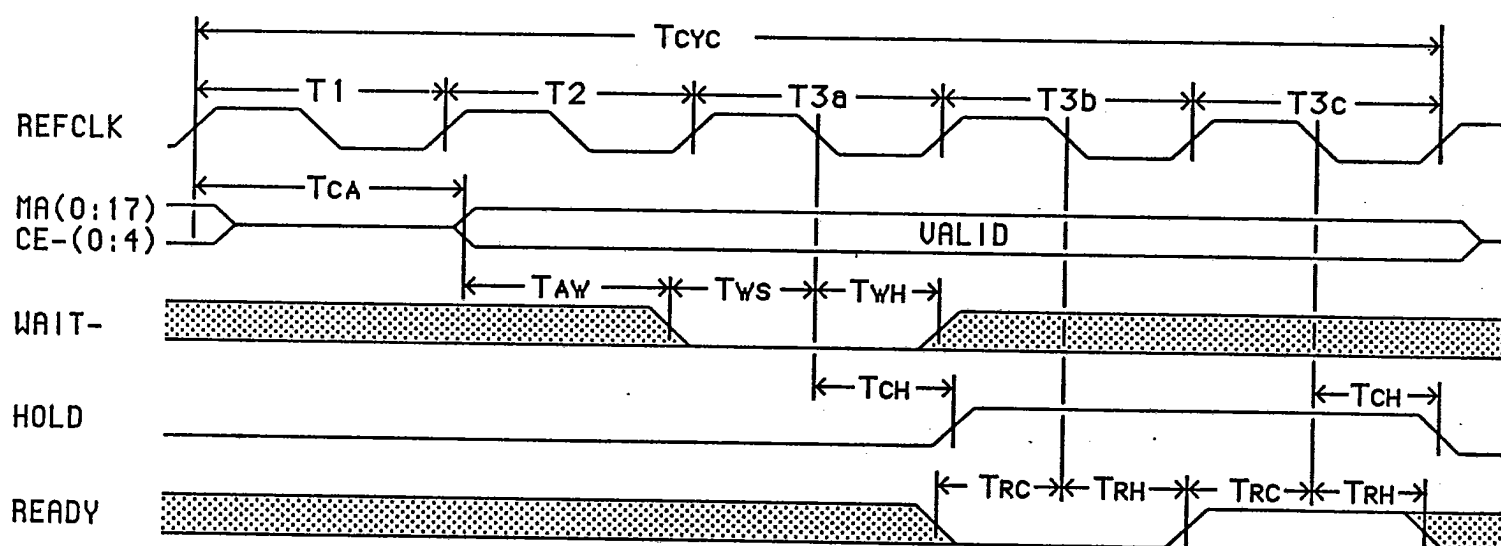 TCYC
T1 T2 T3a T3b T3c
REFCLK
TCA
MA(0:17)
CE-(0:4)
VALID
TAW TWS TWH
WAIT-
TCH TCH
HOLD
TRC TRH TRC TRH
READY